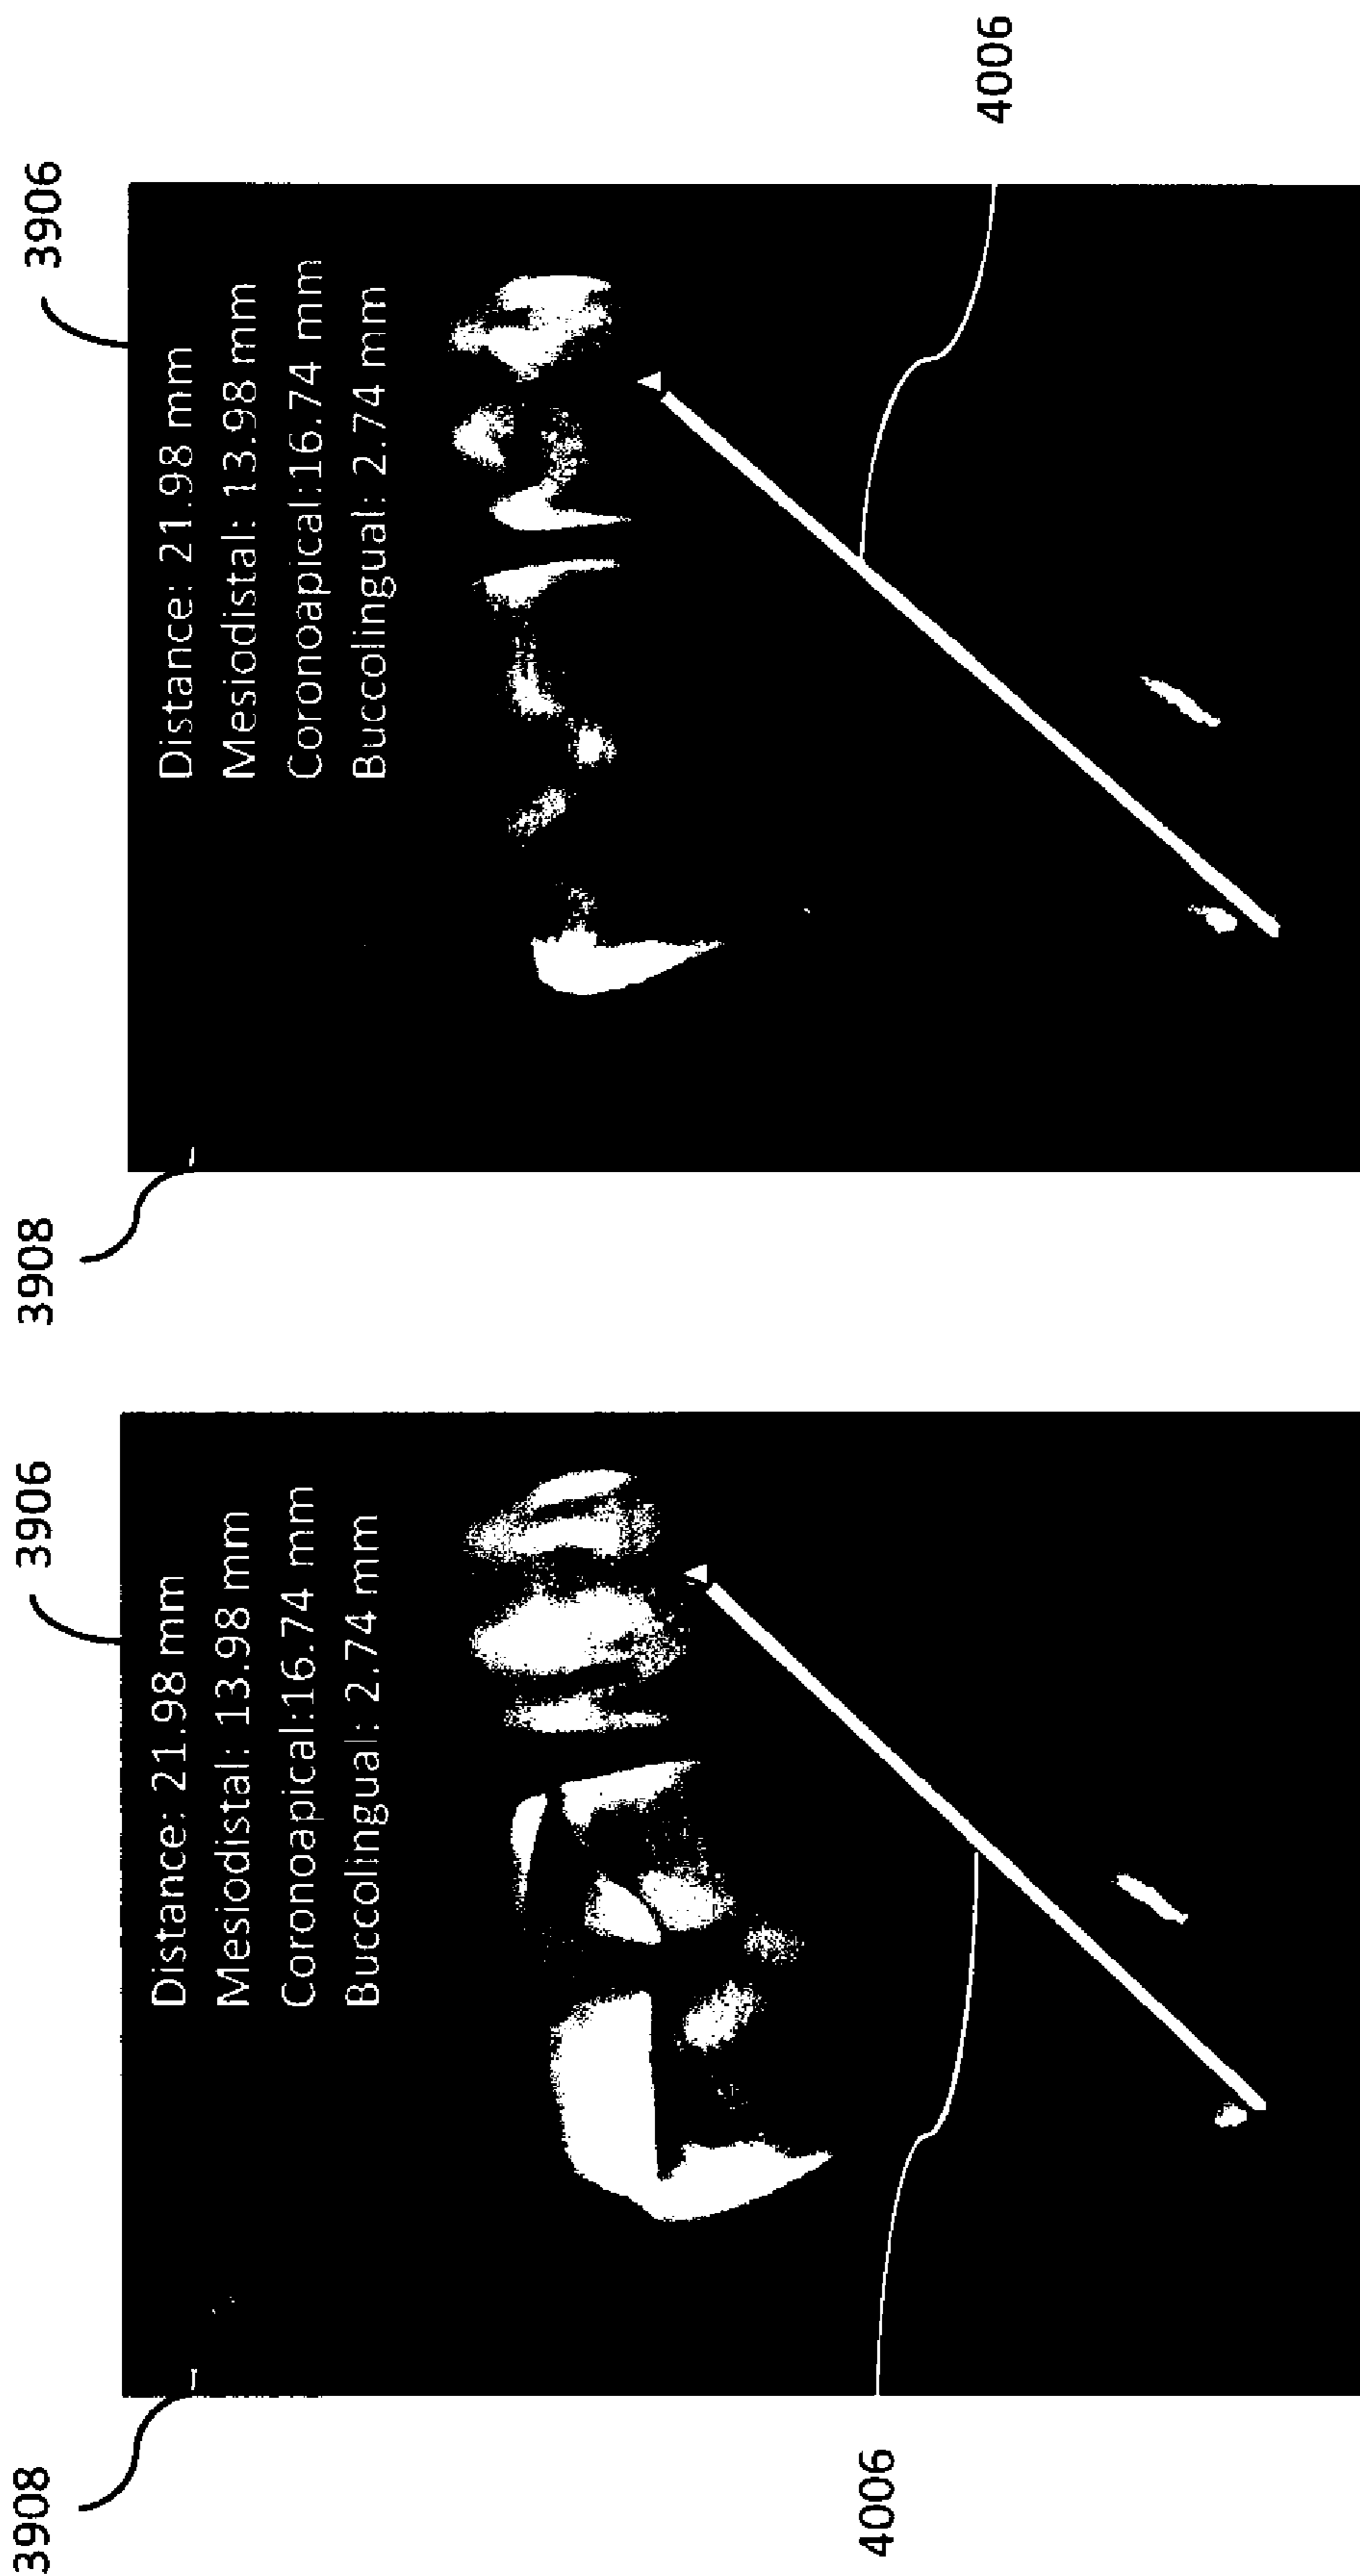 3908
3906
Distance: 21.98 mm
Mesiodistal: 13.98 mm
Coronoapical:16.74 mm
Buccolingual: 2.74 mm
4006
3908
3906
Distance: 21.98 mm
Mesiodistal: 13.98 mm
Coronoapical:16.74 mm
Buccolingual: 2.74 mm
4006